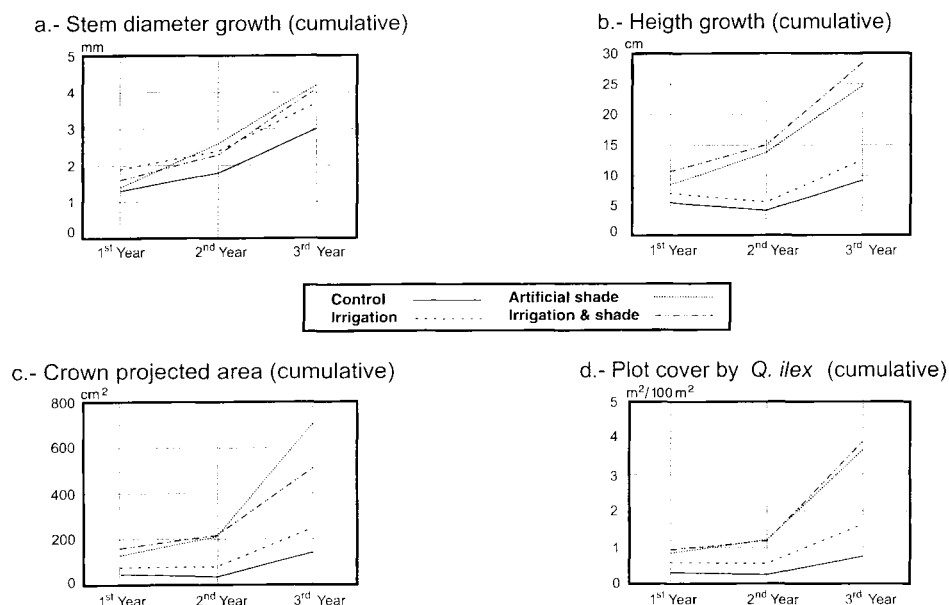 a.- Stem diameter growth (cumulative)
mm
5
4
3
2
1
0
1st Year 2nd Year 3rd Year
b.- Heigth growth (cumulative)
cm
30
25
20
15
10
5
0
1st Year 2nd Year 3rd Year
Control Artificial shade
Irrigation Irrigation & shade
c.- Crown projected area (cumulative)
cm2
800
600
400
200
0
1st Year 2nd Year 3rd Year
d.- Plot cover by Q. ilex (cumulative)
m2/100m2
5
4
3
2
1
0
1st Year 2nd Year 3rd Year